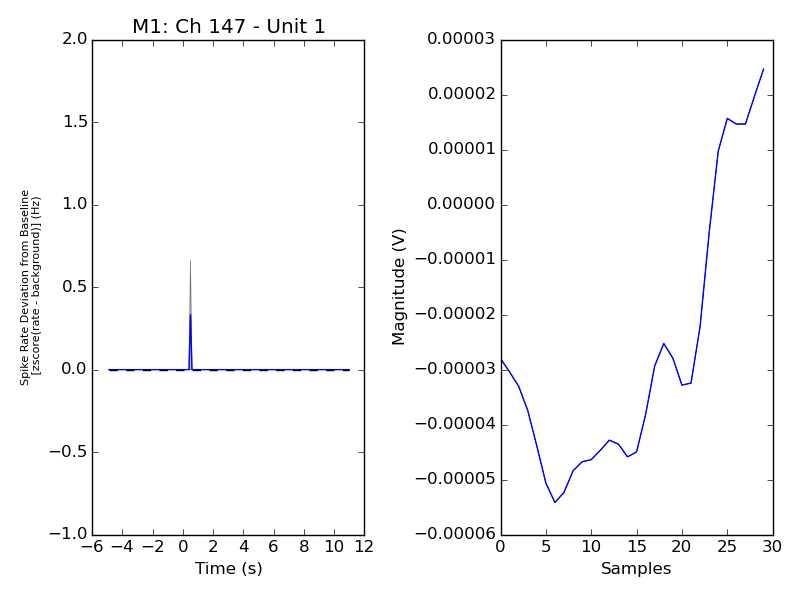 M1: Ch 147 - Unit 1
2.0
1.5
1.0
0.5
0.0
−0.5
−1.0
−6 −4 −2 0 2 4 6 8 10 12
Time (s)
Spike Rate Deviation from Baseline
[zscore(rate - background)] (Hz)
0.00003
0.00002
0.00001
0.00000
−0.00001
−0.00002
−0.00003
−0.00004
−0.00005
−0.00006
0 5 10 15 20 25 30
Samples
Magnitude (V)